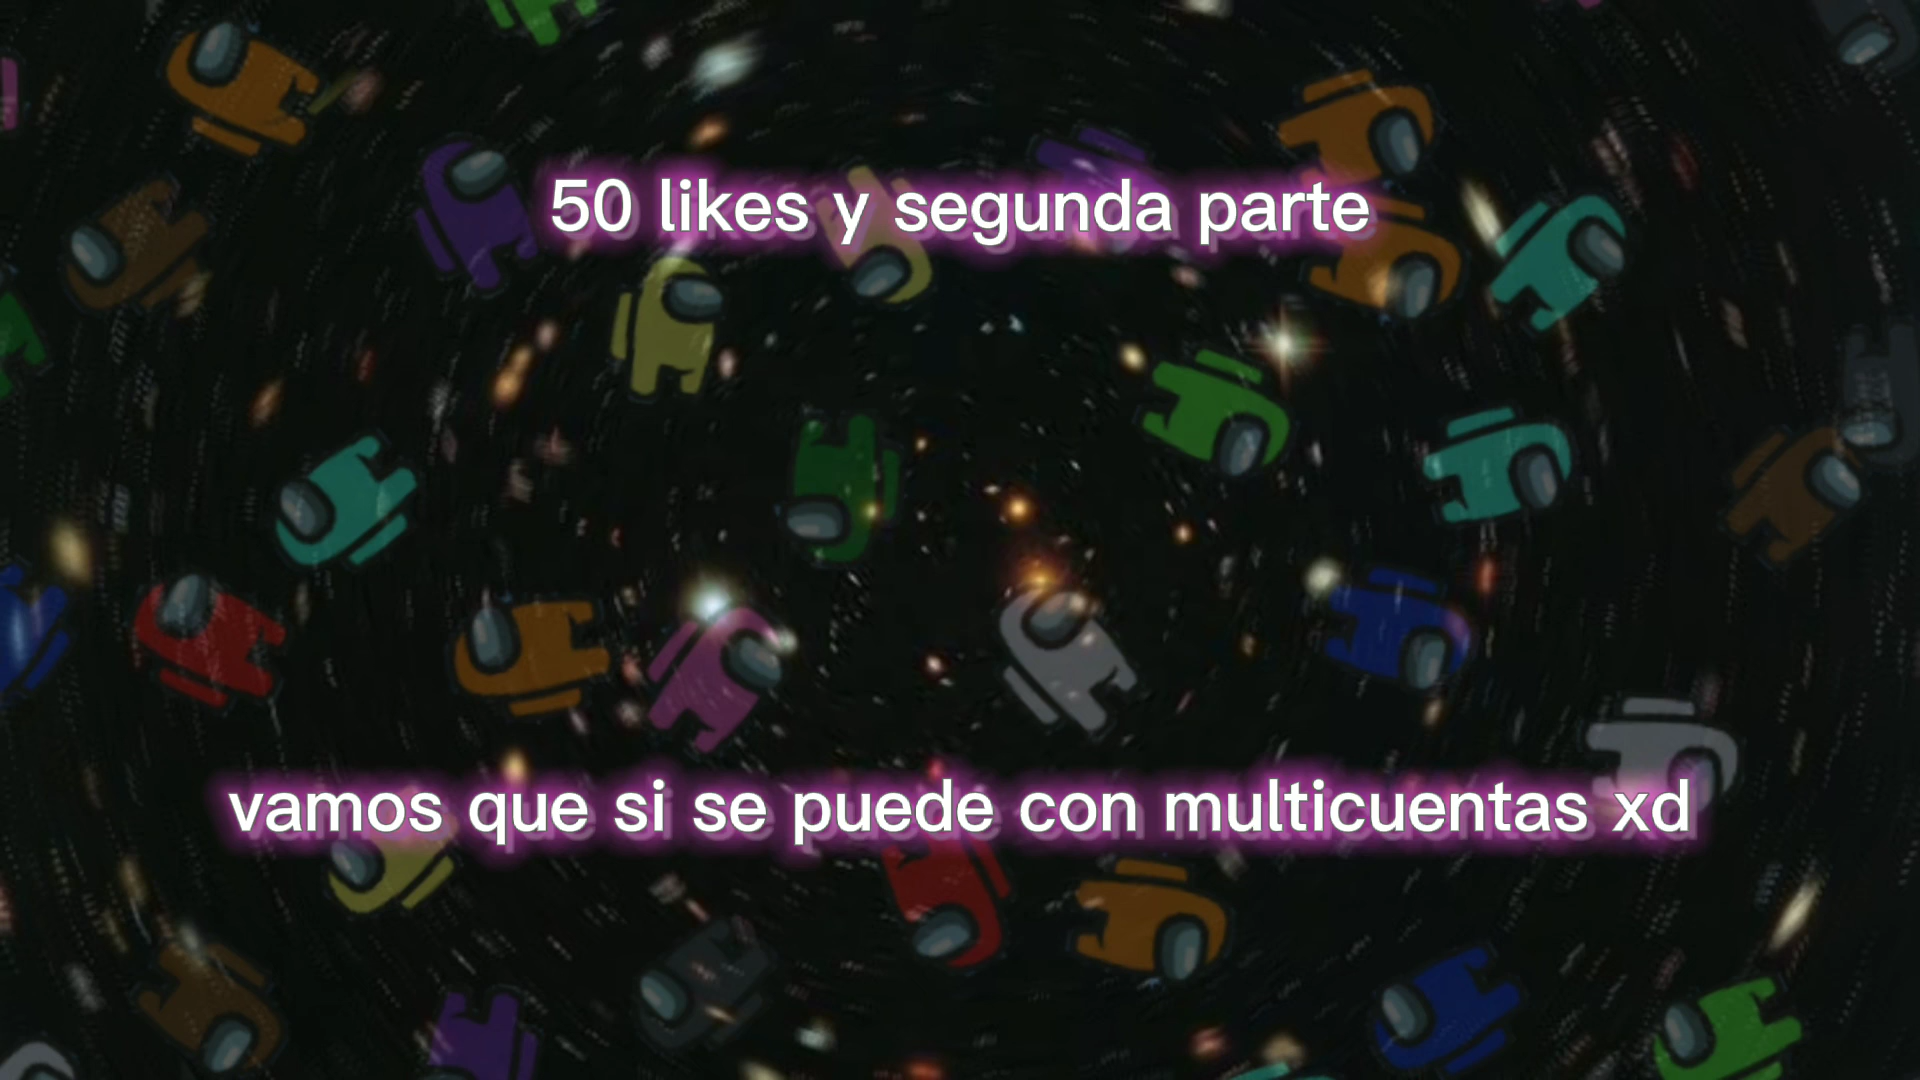 50 likes y segunda parte
vamos que si se puede con multicuentas xd